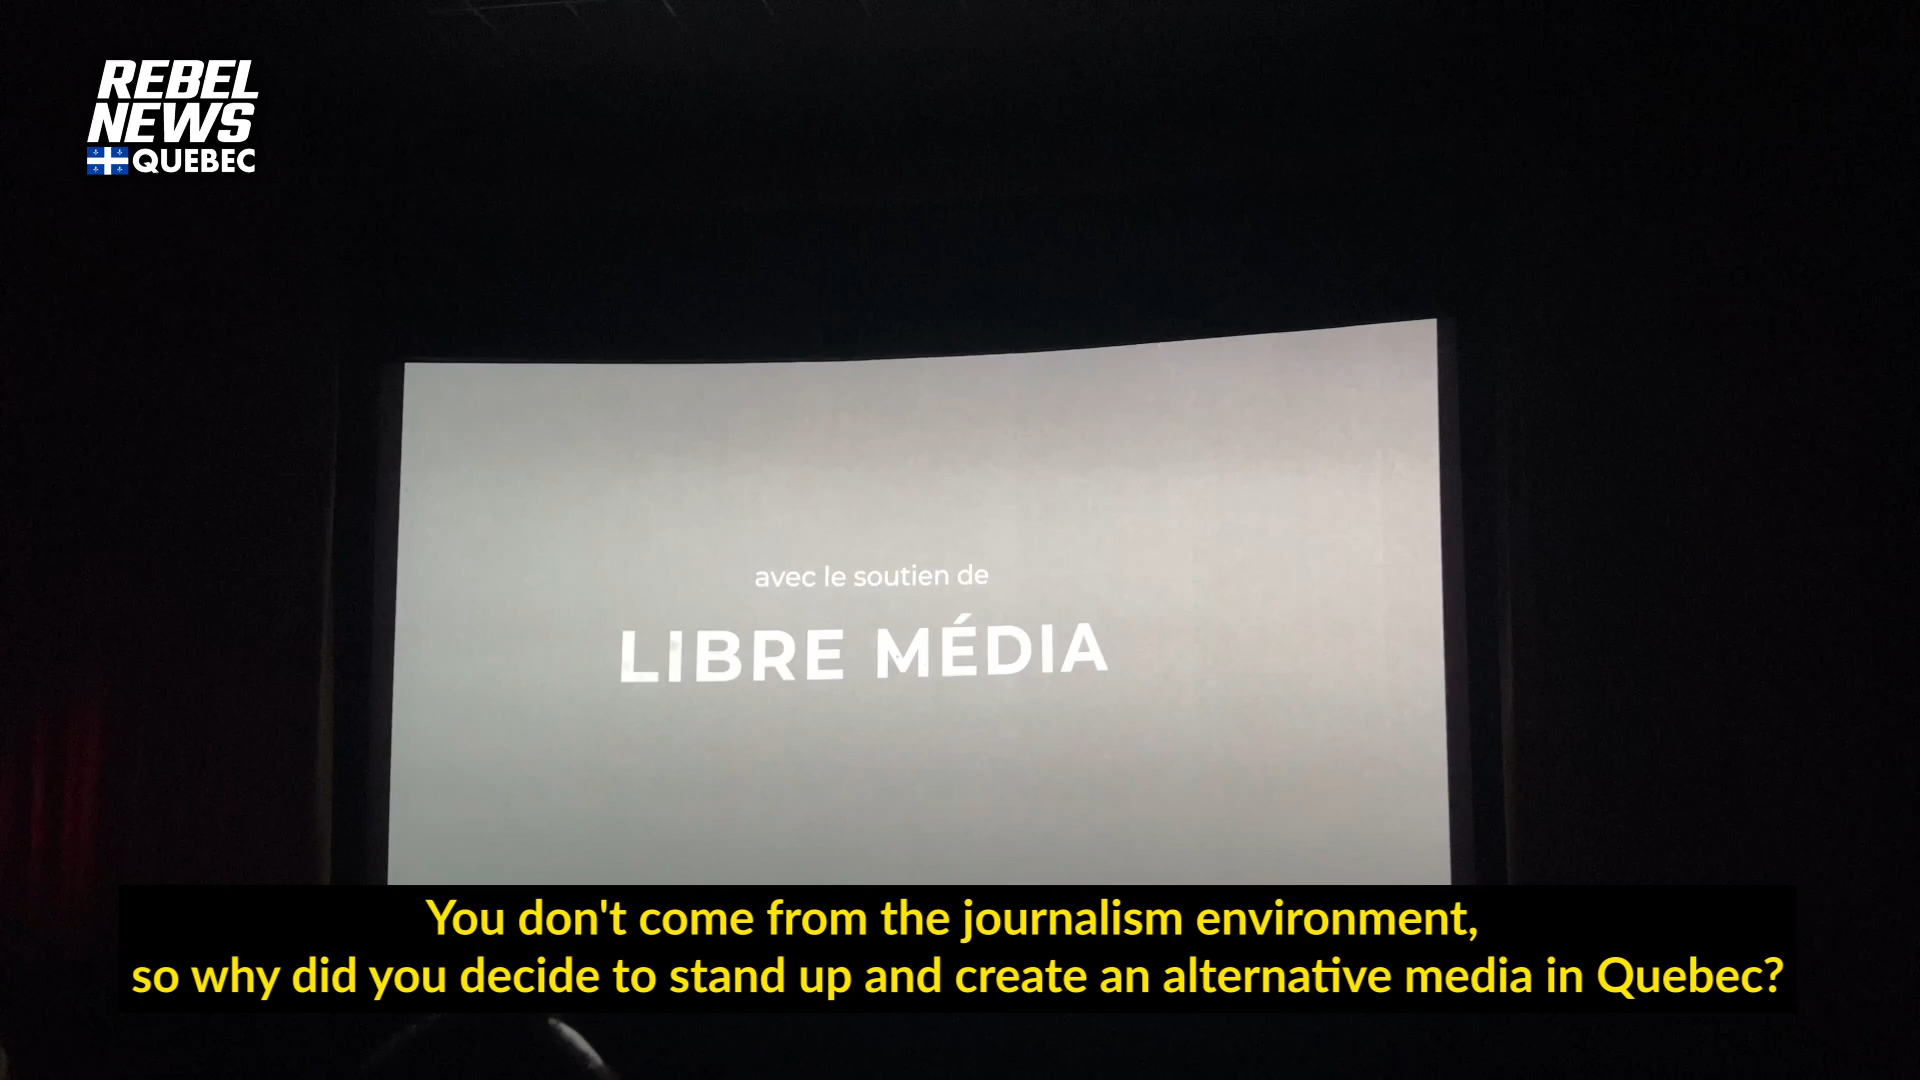 REBEL
NEWS
QUEBEC
avec le soutien de
LIBRE MÉDIA
You don't come from the journalism environment,
so why did you decide to stand up and create an alternative media in Quebec?